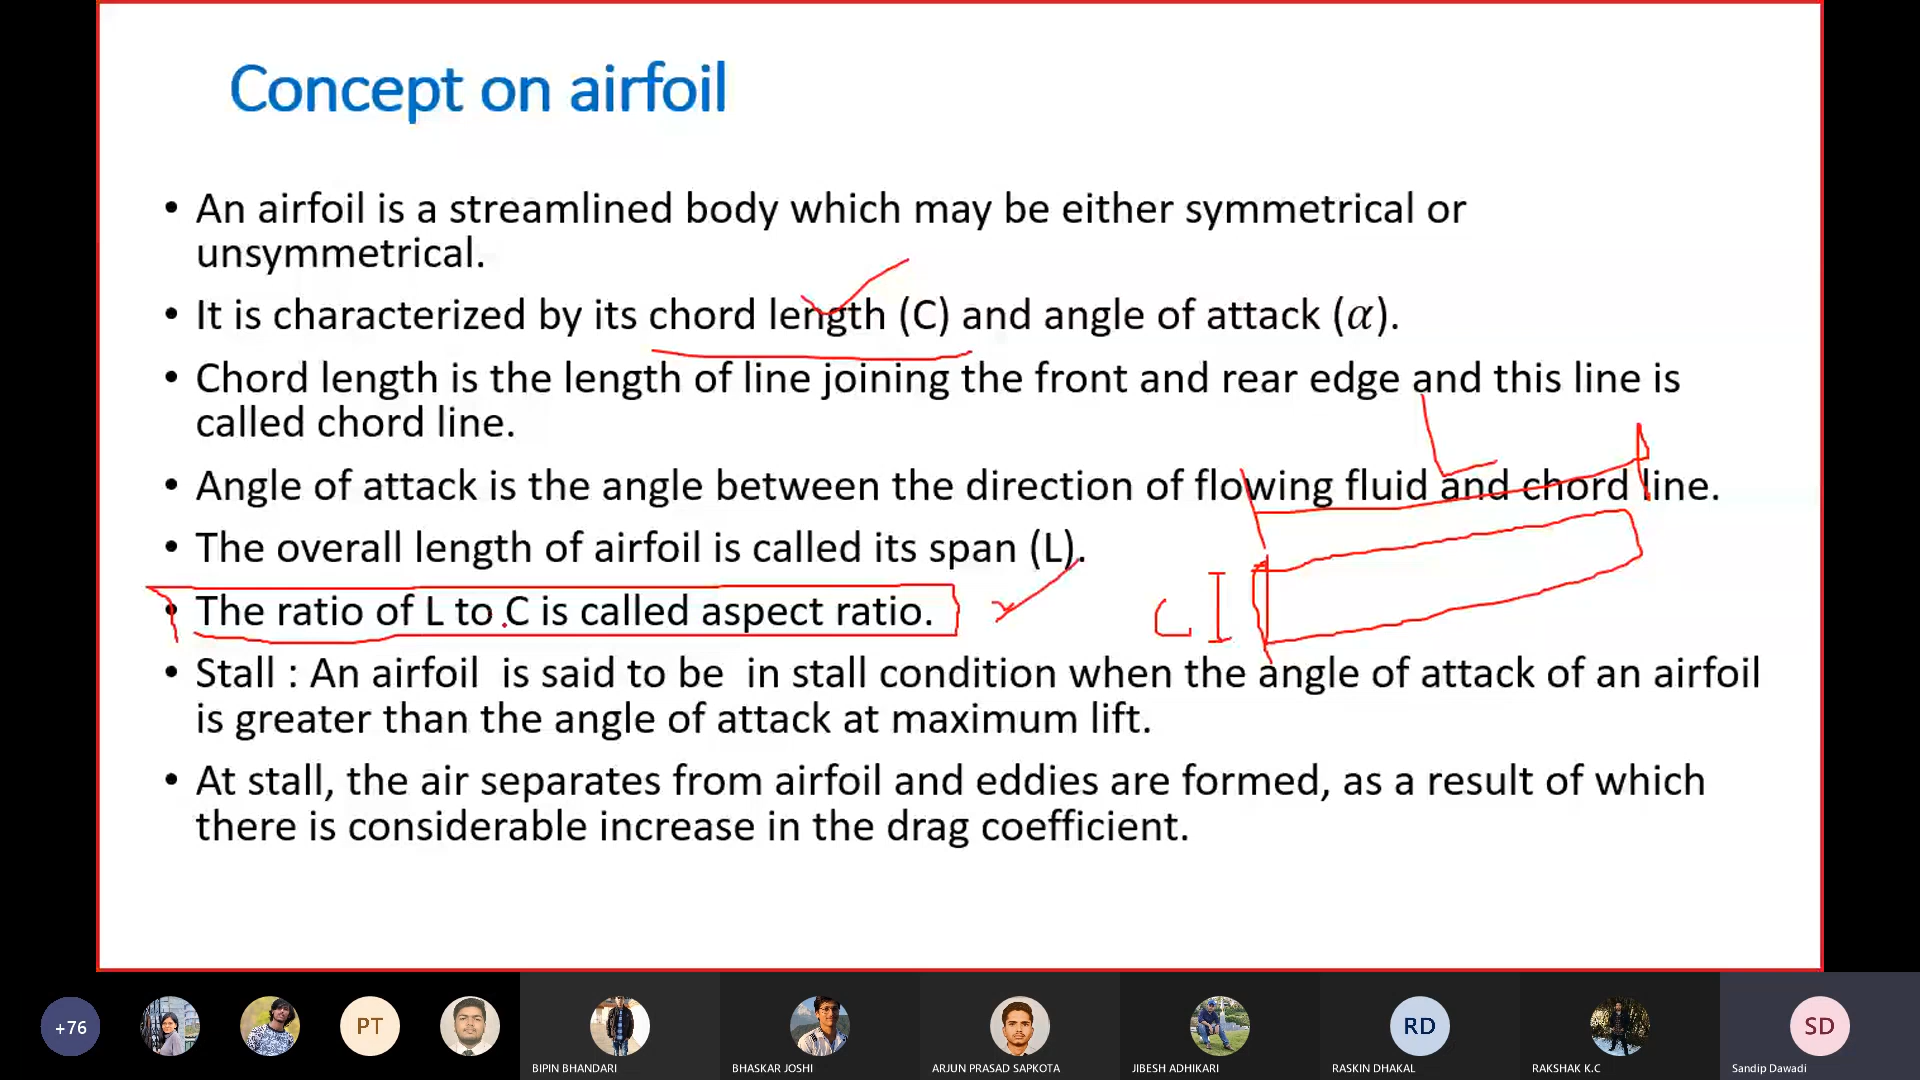 Concept on airfoil
• An airfoil is a streamlined body which may be either symmetrical or
unsymmetrical.
• It is characterized by its chord length (C) and angle of attack (α).
• Chord length is the length of line joining the front and rear edge and this line is
called chord line.
L
• Angle of attack is the angle between the direction of flowing fluid and chord line.
• The overall length of airfoil is called its span (L).
• The ratio of L to C is called aspect ratio.
C
• Stall : An airfoil is said to be in stall condition when the angle of attack of an airfoil
is greater than the angle of attack at maximum lift.
• At stall, the air separates from airfoil and eddies are formed, as a result of which
there is considerable increase in the drag coefficient.
+76
PT
RD
SD
BIPIN BHANDARI
BHASKAR JOSHI
ARJUN PRASAD SAPKOTA
JIBESH ADHIKARI
RASKIN DHAKAL
RAKSHAK K.C
Sandip Dawadi